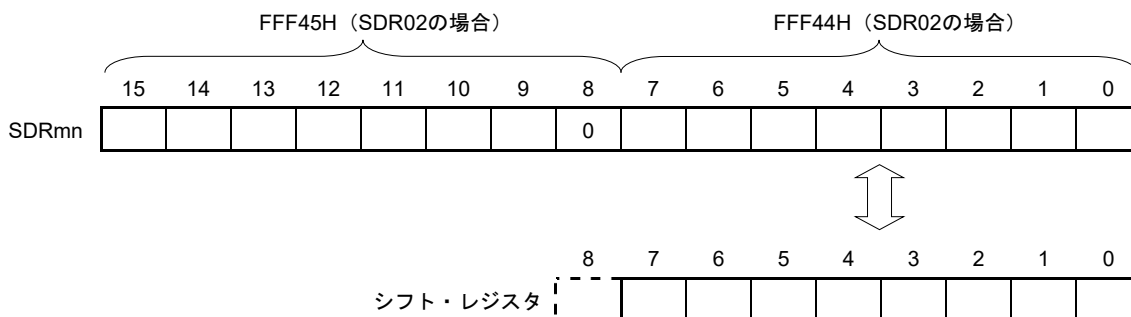 FFF45H（SDR02の場合） FFF44H（SDR02の場合）
15 14 13 12 11 10 9 8 7 6 5 4 3 2 1 0
SDRmn 0
8 7 6 5 4 3 2 1 0
シフト・レジスタ